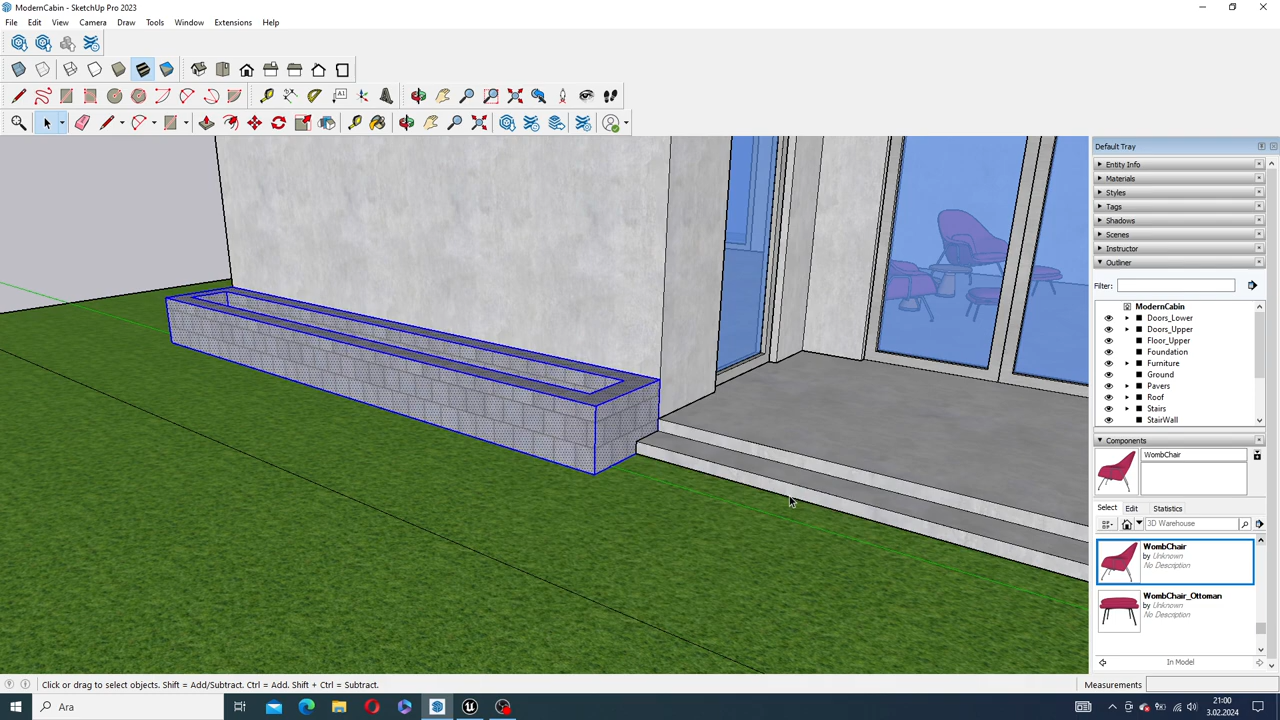 ModernCabin - SketchUp Pro 2023
File Edit View Camera Draw Tools Window Extensions Help
Default Tray
Entity Info
Materials
Styles
Tags
Shadows
Scenes
Instructor
Outliner
Filter:
ModernCabin
Doors_Lower
Doors_Upper
Floor_Upper
Foundation
Furniture
Ground
Pavers
Roof
Stairs
StairWall
Components
WombChair
Select Edit Statistics
3D Warehouse
WombChair
by Unknown
No Description
WombChair_Ottoman
by Unknown
No Description
In Model
Click or drag to select objects. Shift = Add/Subtract. Ctrl = Add. Shift + Ctrl = Subtract.
Measurements
Ara
21:00
3.02.2024